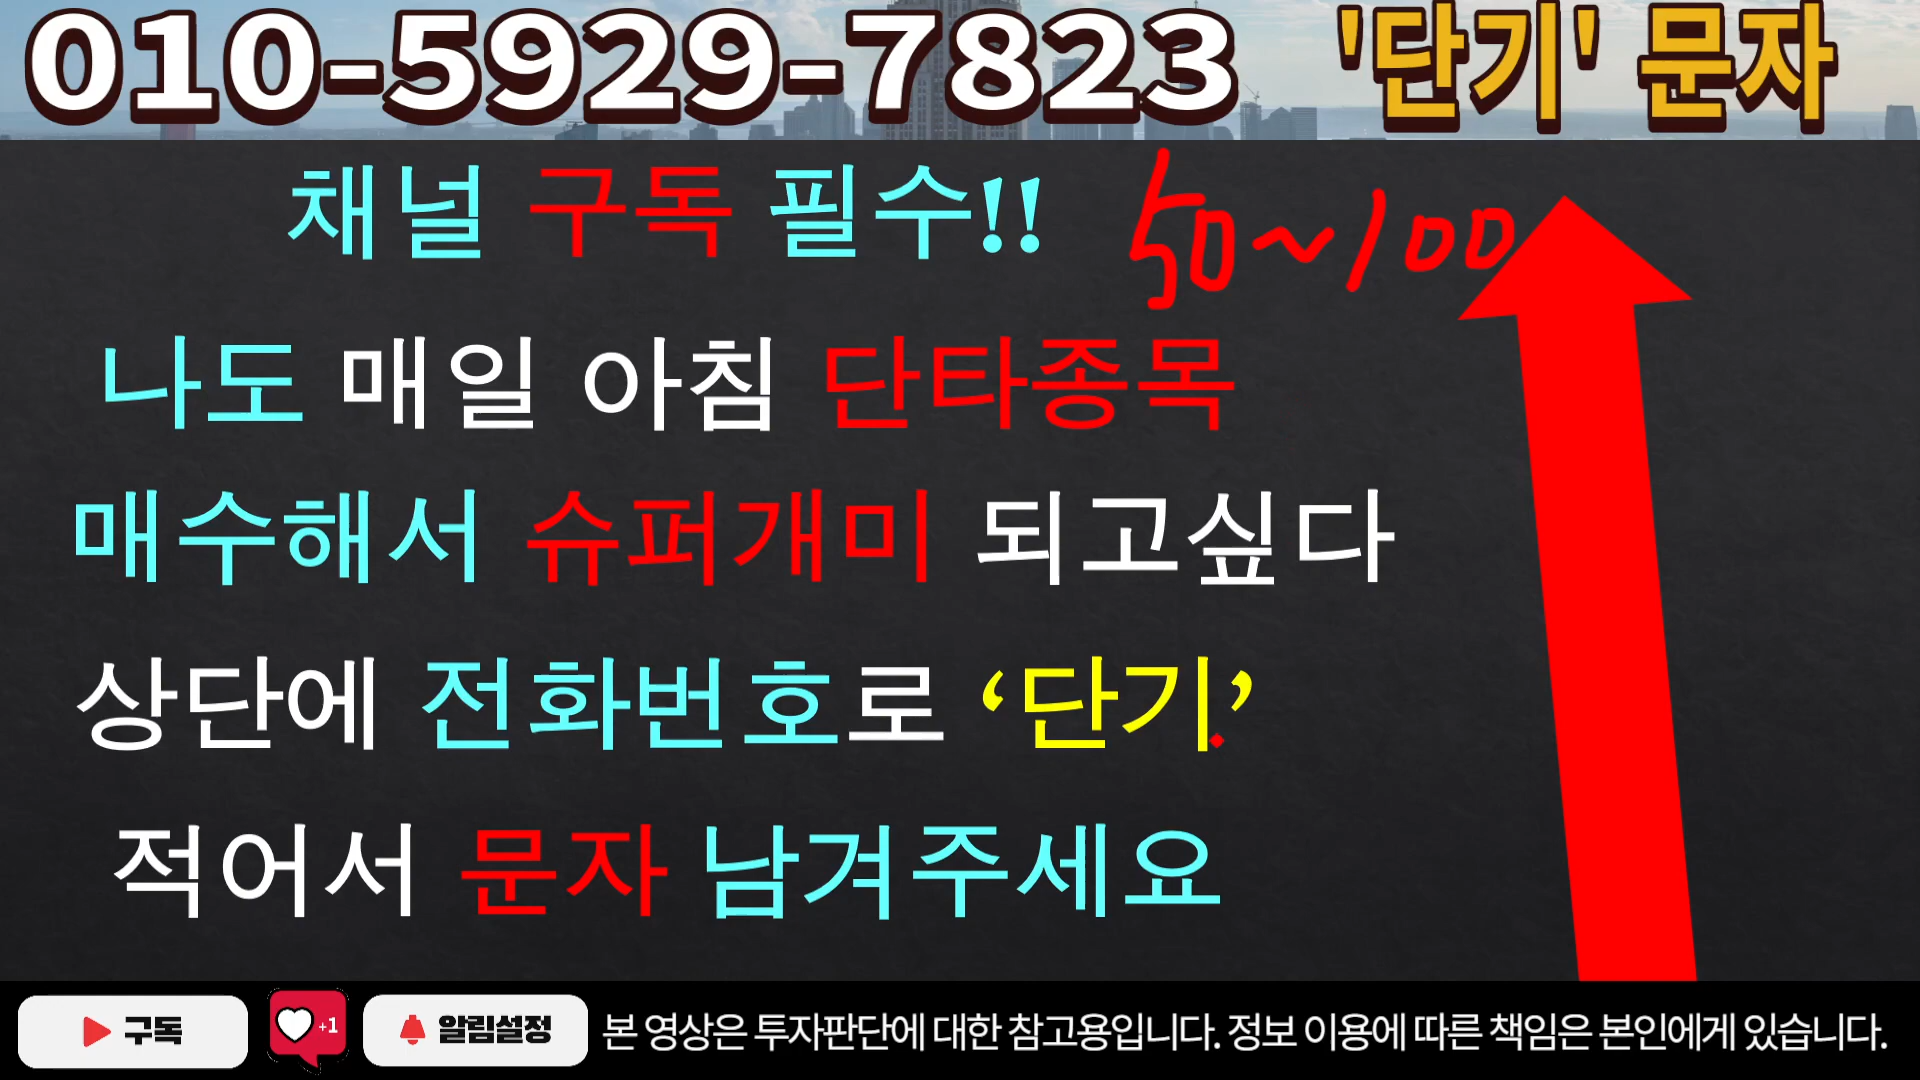 010-5929-7823 '단기' 문자
채널 구독 필수!! 50~100
나도 매일 아침 단타종목
매수해서 슈퍼개미 되고싶다
상단에 전화번호로 ‘단기’
적어서 문자 남겨주세요
구독 +1 알림설정 본 영상은 투자판단에 대한 참고용입니다. 정보 이용에 따른 책임은 본인에게 있습니다.